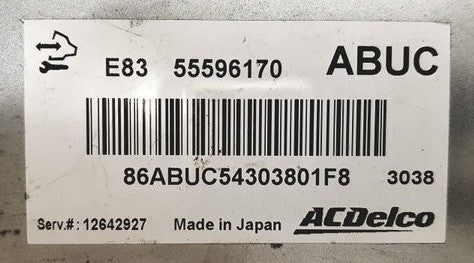 E83 55596170 ABUC
86ABUC54303801F8 3038
Serv.#: 12642927 Made in Japan ACDelco